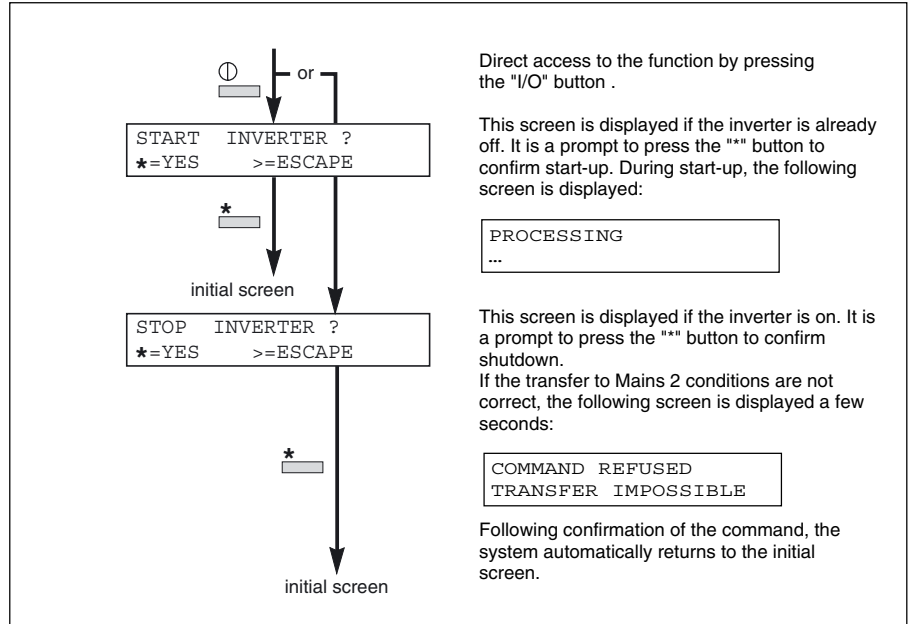 or
START INVERTER ?
*=YES >=ESCAPE
*
initial screen
STOP INVERTER ?
*=YES >=ESCAPE
*
initial screen
Direct access to the function by pressing
the "I/O" button .
This screen is displayed if the inverter is already
off. It is a prompt to press the "*" button to
confirm start-up. During start-up, the following
screen is displayed:
PROCESSING
...
This screen is displayed if the inverter is on. It is
a prompt to press the "*" button to confirm
shutdown.
If the transfer to Mains 2 conditions are not
correct, the following screen is displayed a few
seconds:
COMMAND REFUSED
TRANSFER IMPOSSIBLE
Following confirmation of the command, the
system automatically returns to the initial
screen.